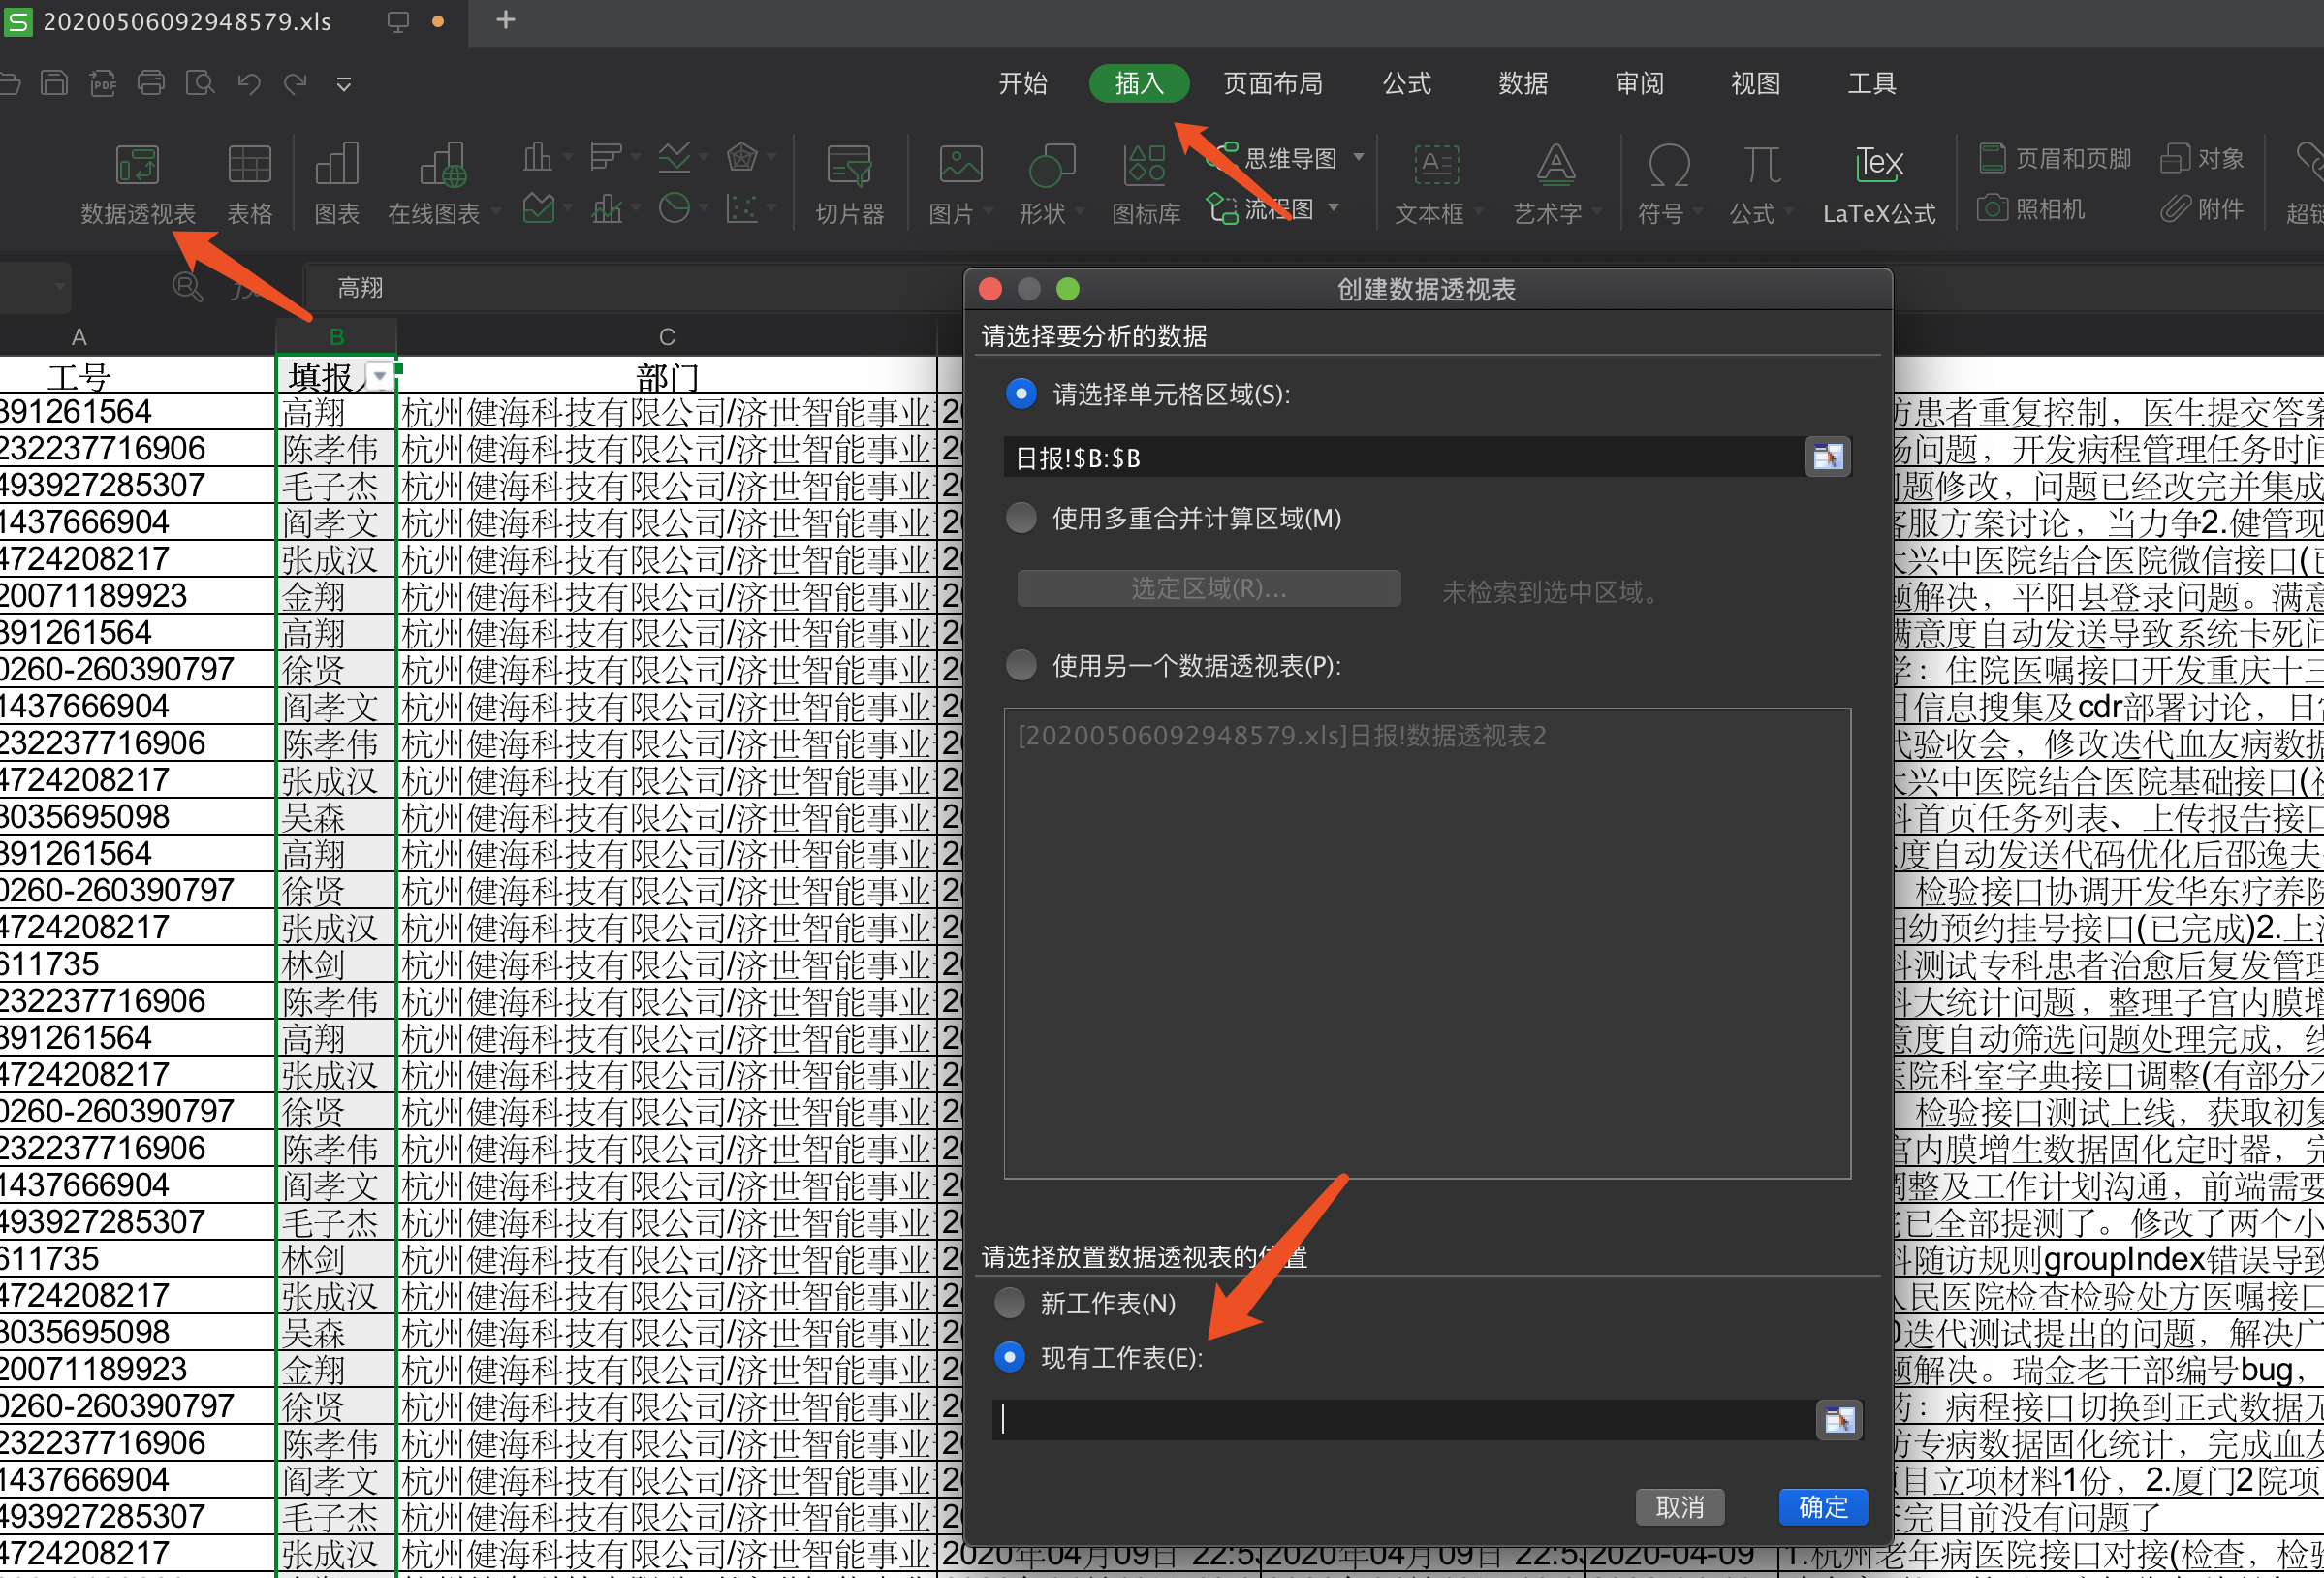 20200506092948579.xls
开始 插入 页面布局 公式 数据 审阅 视图 工具
数据透视表 表格 图表 在线图表 切片器 图片 形状 图标库 思维导图 流程图 文本框 艺术字 符号 公式 LaTeX公式 页眉和页脚 照相机 对象 附件
高翔
A B C
工号 填报 部门
391261564 高翔 杭州健海科技有限公司/济世智能事业
2322237716906 陈孝伟 杭州健海科技有限公司/济世智能事业
493927285307 毛子杰 杭州健海科技有限公司/济世智能事业
1437666904 阎孝文 杭州健海科技有限公司/济世智能事业
4724208217 张成汉 杭州健海科技有限公司/济世智能事业
20071189923 金翔 杭州健海科技有限公司/济世智能事业
391261564 高翔 杭州健海科技有限公司/济世智能事业
0260-260390797 徐贤 杭州健海科技有限公司/济世智能事业
1437666904 阎孝文 杭州健海科技有限公司/济世智能事业
2322237716906 陈孝伟 杭州健海科技有限公司/济世智能事业
4724208217 张成汉 杭州健海科技有限公司/济世智能事业
8035695098 吴森 杭州健海科技有限公司/济世智能事业
391261564 高翔 杭州健海科技有限公司/济世智能事业
0260-260390797 徐贤 杭州健海科技有限公司/济世智能事业
4724208217 张成汉 杭州健海科技有限公司/济世智能事业
611735 林剑 杭州健海科技有限公司/济世智能事业
2322237716906 陈孝伟 杭州健海科技有限公司/济世智能事业
391261564 高翔 杭州健海科技有限公司/济世智能事业
4724208217 张成汉 杭州健海科技有限公司/济世智能事业
0260-260390797 徐贤 杭州健海科技有限公司/济世智能事业
2322237716906 陈孝伟 杭州健海科技有限公司/济世智能事业
1437666904 阎孝文 杭州健海科技有限公司/济世智能事业
493927285307 毛子杰 杭州健海科技有限公司/济世智能事业
611735 林剑 杭州健海科技有限公司/济世智能事业
4724208217 张成汉 杭州健海科技有限公司/济世智能事业
8035695098 吴森 杭州健海科技有限公司/济世智能事业
20071189923 金翔 杭州健海科技有限公司/济世智能事业
0260-260390797 徐贤 杭州健海科技有限公司/济世智能事业
2322237716906 陈孝伟 杭州健海科技有限公司/济世智能事业
1437666904 阎孝文 杭州健海科技有限公司/济世智能事业
493927285307 毛子杰 杭州健海科技有限公司/济世智能事业
4724208217 张成汉 杭州健海科技有限公司/济世智能事业 2020年04月09日 22:5 2020年04月09日 22:5 2020-04-09 1.杭州老年病医院接口对接(检查，检验
创建数据透视表
请选择要分析的数据
请选择单元格区域(S):
日报!$B:$B
使用多重合并计算区域(M)
选定区域(R)... 未检索到选中区域。
使用另一个数据透视表(P):
[20200506092948579.xls]日报!数据透视表2
请选择放置数据透视表的位置
新工作表(N)
现有工作表(E):
取消 确定
患者重复控制，医生提交答案
问题，开发病程管理任务时间
题修改，问题已经改完并集成
客服方案讨论，当力争2.健管现
兴中医院结合医院微信接口(已
题解决，平阳县登录问题。满意
满意度自动发送导致系统卡死问
学：住院医嘱接口开发重庆十三
信息搜集及cdr部署讨论，日常
验收会，修改迭代血友病数据
兴中医院结合医院基础接口(初
科首页任务列表、上传报告接口
度自动发送代码优化后邵逸夫
检验接口协调开发华东疗养院
幼预约挂号接口(已完成)2.上海
科测试专科患者治愈后复发管理
科大统计问题，整理子宫内膜增
意度自动筛选问题处理完成，线
医院科室字典接口调整(有部分不
检验接口测试上线，获取初复
宫内膜增生数据固化定时器，完
调整及工作计划沟通，前端需要
已全部提测了。修改了两个小
科随访规则groupIndex错误导致
人民医院检查检验处方医嘱接口
迭代测试提出的问题，解决广
题解决。瑞金老干部编号bug，
药：病程接口切换到正式数据无
专病数据固化统计，完成血友
项目立项材料1份，2.厦门2院项
完目前没有问题了